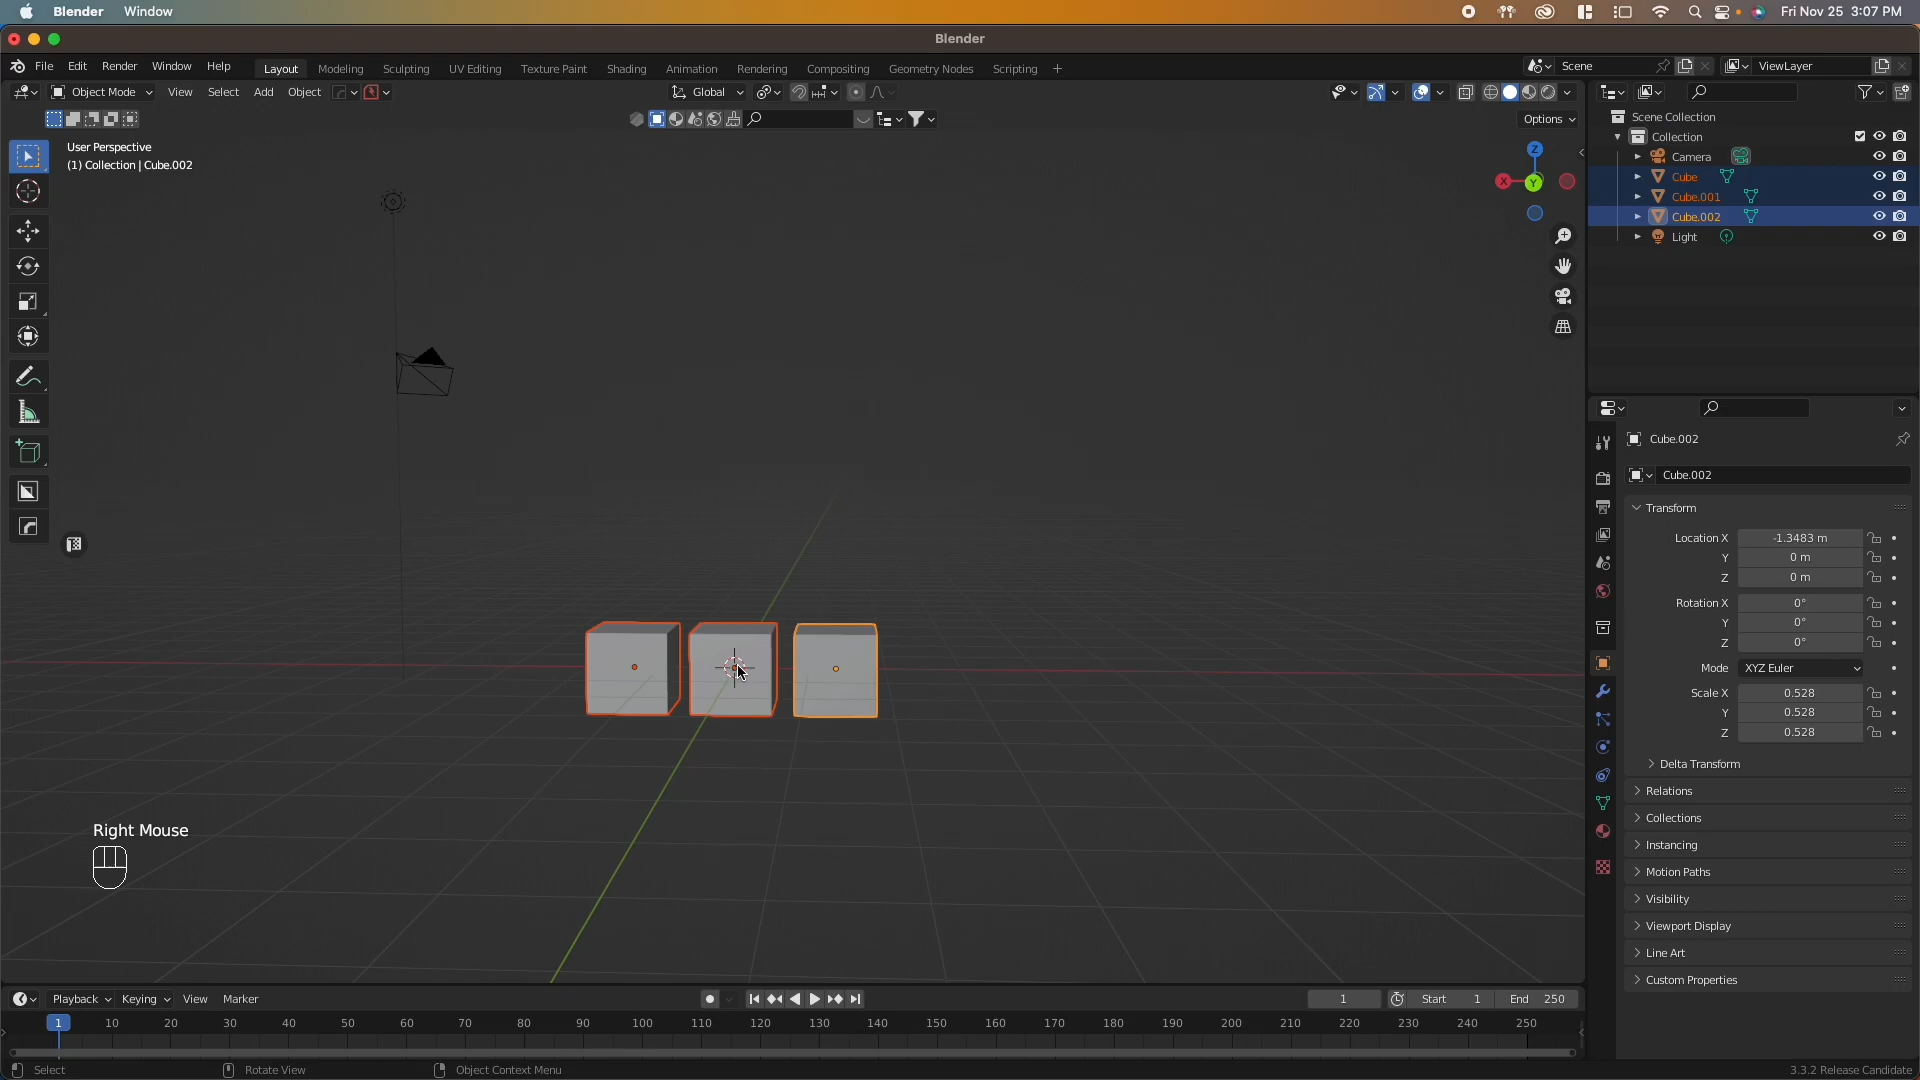 Blender Window Fri Nov 25 3:07 PM
Blender
File Edit Render Window Help Layout Modeling Sculpting UV Editing Texture Paint Shading Animation Rendering Compositing Geometry Nodes Scripting + Scene ViewLayer
Object Mode View Select Add Object Global
Options
User Perspective
(1) Collection | Cube.002
Z
X
Y
Scene Collection
Collection
Camera
Cube
Cube.001
Cube.002
Light
Cube.002
Cube.002
Transform
Location X -1.3483 m
Y 0 m
Z 0 m
Rotation X 0°
Y 0°
Z 0°
Mode XYZ Euler
Scale X 0.528
Y 0.528
Z 0.528
Delta Transform
Relations
Collections
Instancing
Motion Paths
Visibility
Viewport Display
Line Art
Custom Properties
Right Mouse
Playback Keying View Marker 1 Start 1 End 250
1 10 20 30 40 50 60 70 80 90 100 110 120 130 140 150 160 170 180 190 200 210 220 230 240 250
Select Rotate View Object Context Menu 3.3.2 Release Candidate